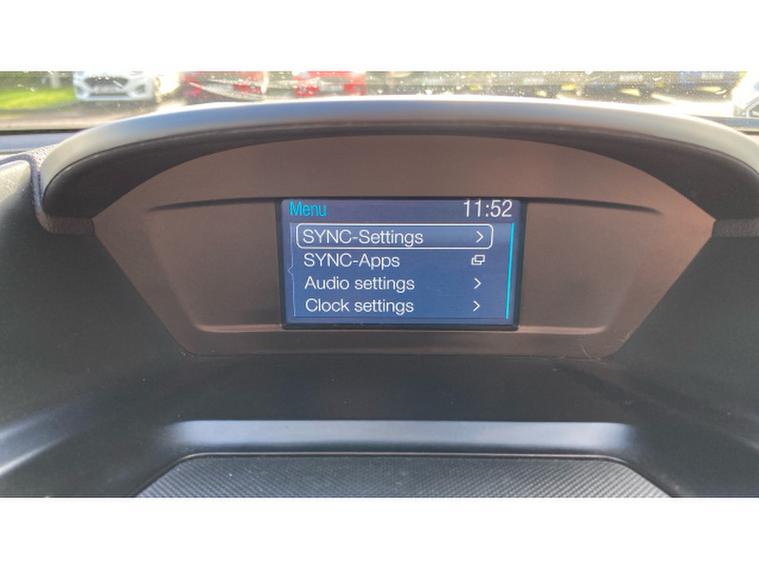 Menu 11:52
SYNC-Settings
SYNC-Apps
Audio settings
Clock settings